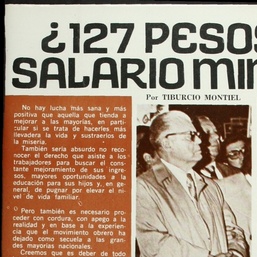 ¿127 PESOS
SALARIO MIN
Por TIBURCIO MONTIEL
No hay lucha más sana y más
positiva que aquella que tienda a
mejorar a las mayorías, en parti-
cular si se trata de hacerles más
llevadera la vida y sustraerlos de
la miseria.
También sería absurdo no reco-
nocer el derecho que asiste a los
trabajadores para buscar el cons-
tante mejoramiento de sus ingre-
sos, mayores oportunidades a la
educación para sus hijos y, en ge-
neral, de pugnar por elevar el ni-
vel de vida familiar.
Pero también es necesario pro-
ceder con cordura, con apego a la
realidad y en base a la experien-
cia que el movimiento obrero ha
dejado como secuela a las gran-
des mayorías nacionales.
Creemos que es deber de todo